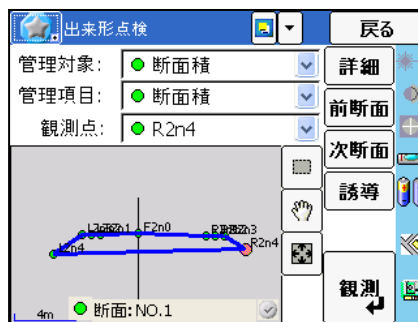 出来形点検
戻る
管理対象: 断面積
詳細
管理項目: 断面積
前断面
観測点: R2n4
次断面
誘導
F2n0
R2n4
L2n4
観測
4m 断面:NO.1